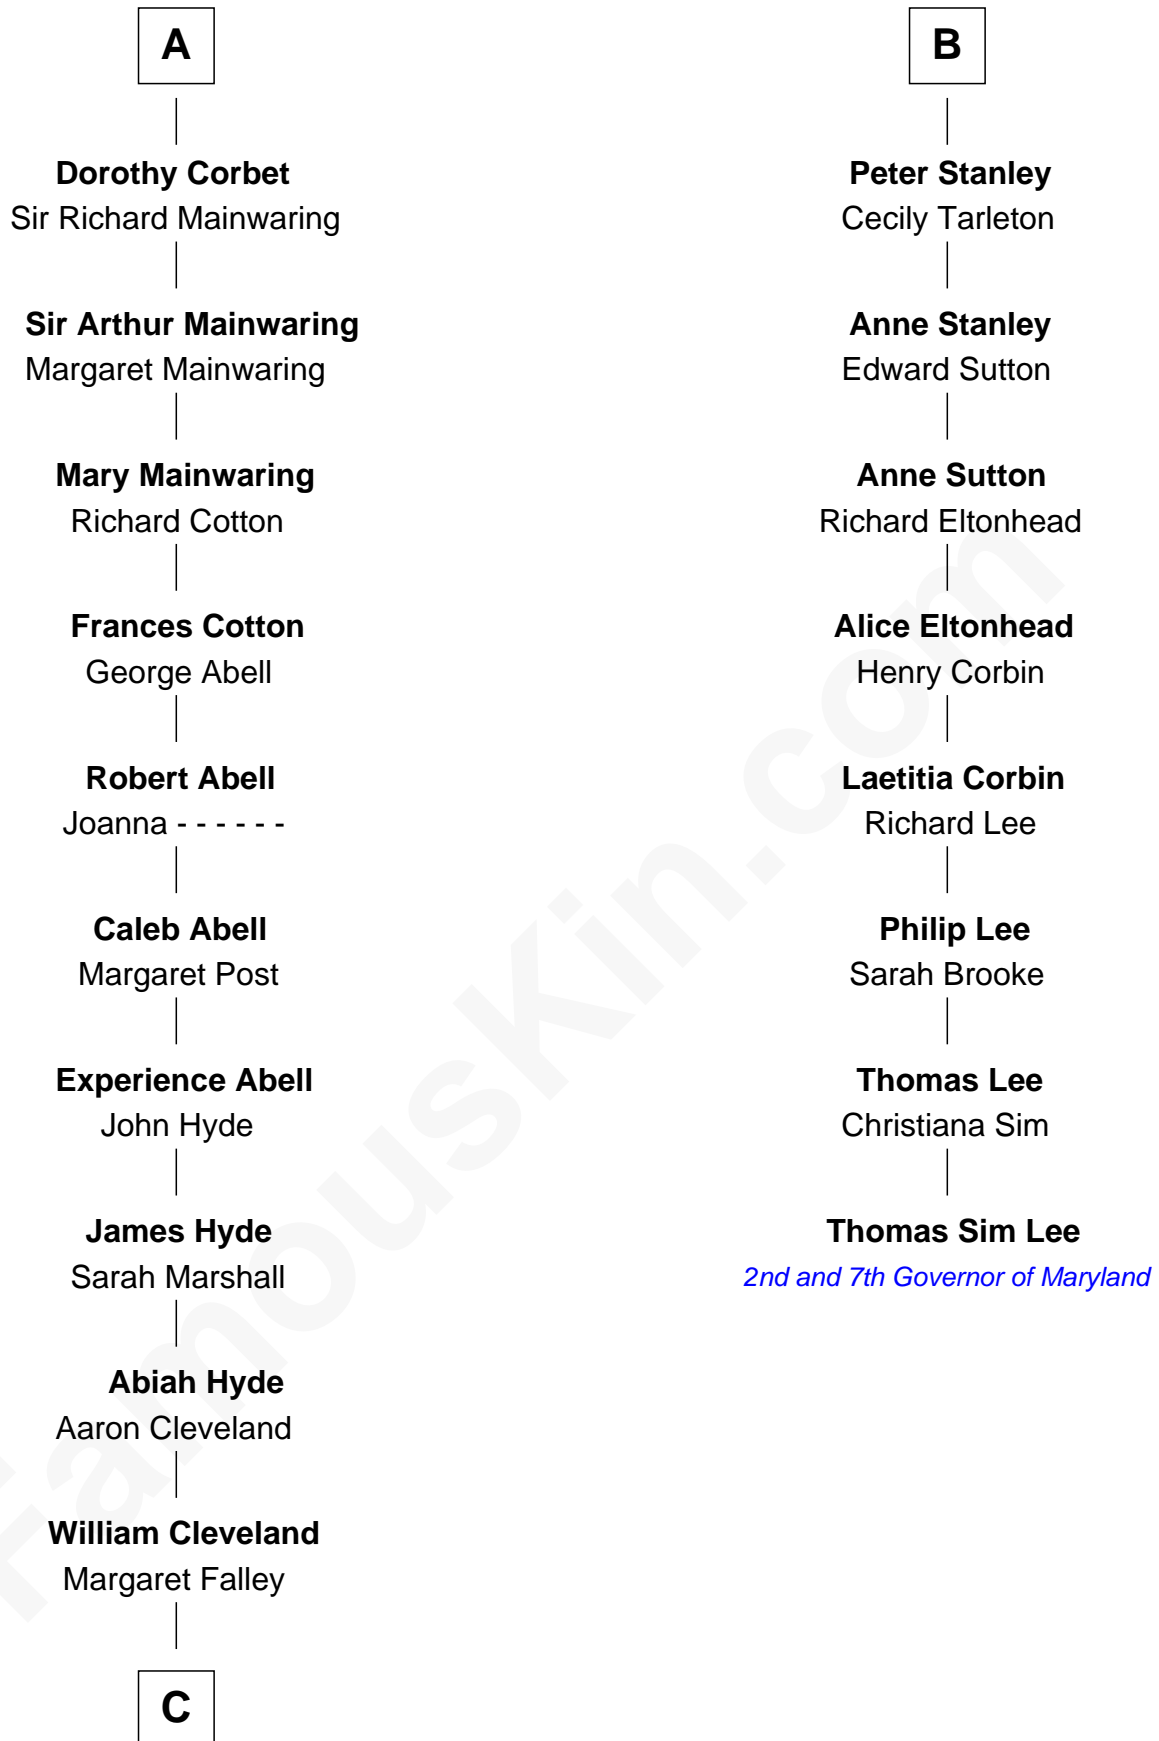 A
Dorothy Corbet
Sir Richard Mainwaring
Sir Arthur Mainwaring
Margaret Mainwaring
Mary Mainwaring
Richard Cotton
Frances Cotton
George Abell
Robert Abell
Joanna - - - - - -
Caleb Abell
Margaret Post
Experience Abell
John Hyde
James Hyde
Sarah Marshall
Abiah Hyde
Aaron Cleveland
William Cleveland
Margaret Falley
C
B
Peter Stanley
Cecily Tarleton
Anne Stanley
Edward Sutton
Anne Sutton
Richard Eltonhead
Alice Eltonhead
Henry Corbin
Laetitia Corbin
Richard Lee
Philip Lee
Sarah Brooke
Thomas Lee
Christiana Sim
Thomas Sim Lee
2nd and 7th Governor of Maryland
FamousKin.com